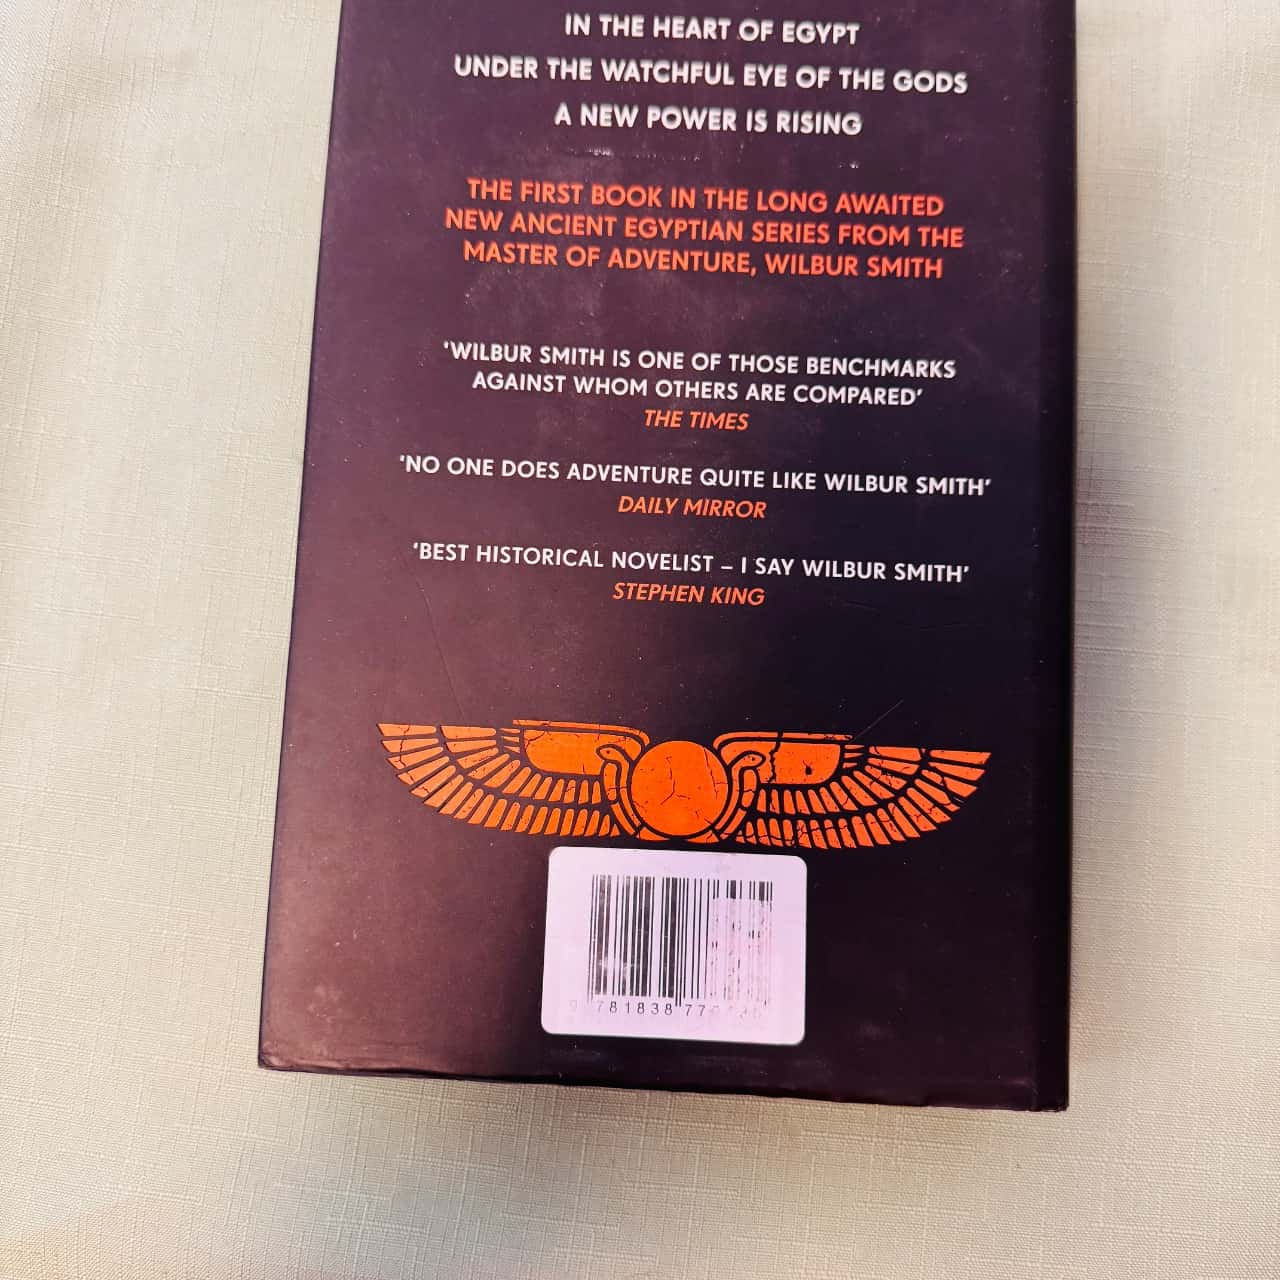 IN THE HEART OF EGYPT
UNDER THE WATCHFUL EYE OF THE GODS
A NEW POWER IS RISING
THE FIRST BOOK IN THE LONG AWAITED
NEW ANCIENT EGYPTIAN SERIES FROM THE
MASTER OF ADVENTURE, WILBUR SMITH
‘WILBUR SMITH IS ONE OF THOSE BENCHMARKS
AGAINST WHOM OTHERS ARE COMPARED’
THE TIMES
‘NO ONE DOES ADVENTURE QUITE LIKE WILBUR SMITH’
DAILY MIRROR
‘BEST HISTORICAL NOVELIST – I SAY WILBUR SMITH’
STEPHEN KING
9 781838